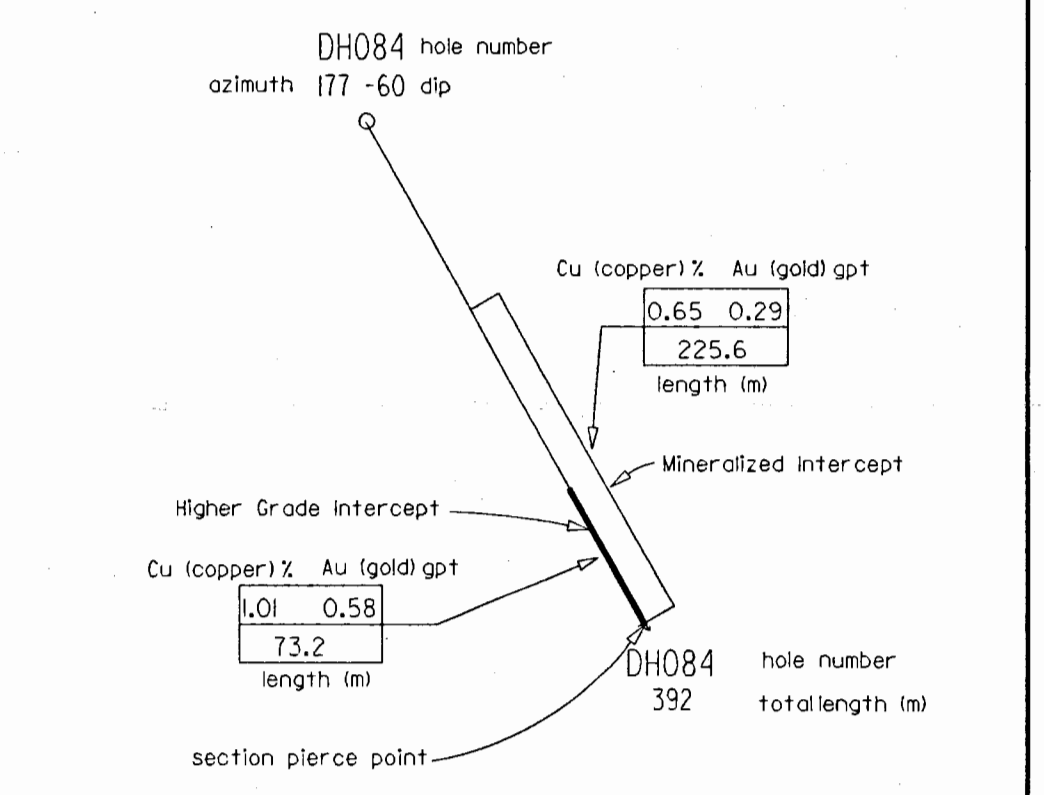 DH084 hole number
azimuth 177 -60 dip
Cu (copper) % Au (gold) gpt
0.65 0.29
225.6
length (m)
Mineralized Intercept
Higher Grade Intercept
Cu (copper) % Au (gold) gpt
1.01 0.58
73.2
length (m)
DH084 hole number
392 total length (m)
section pierce point